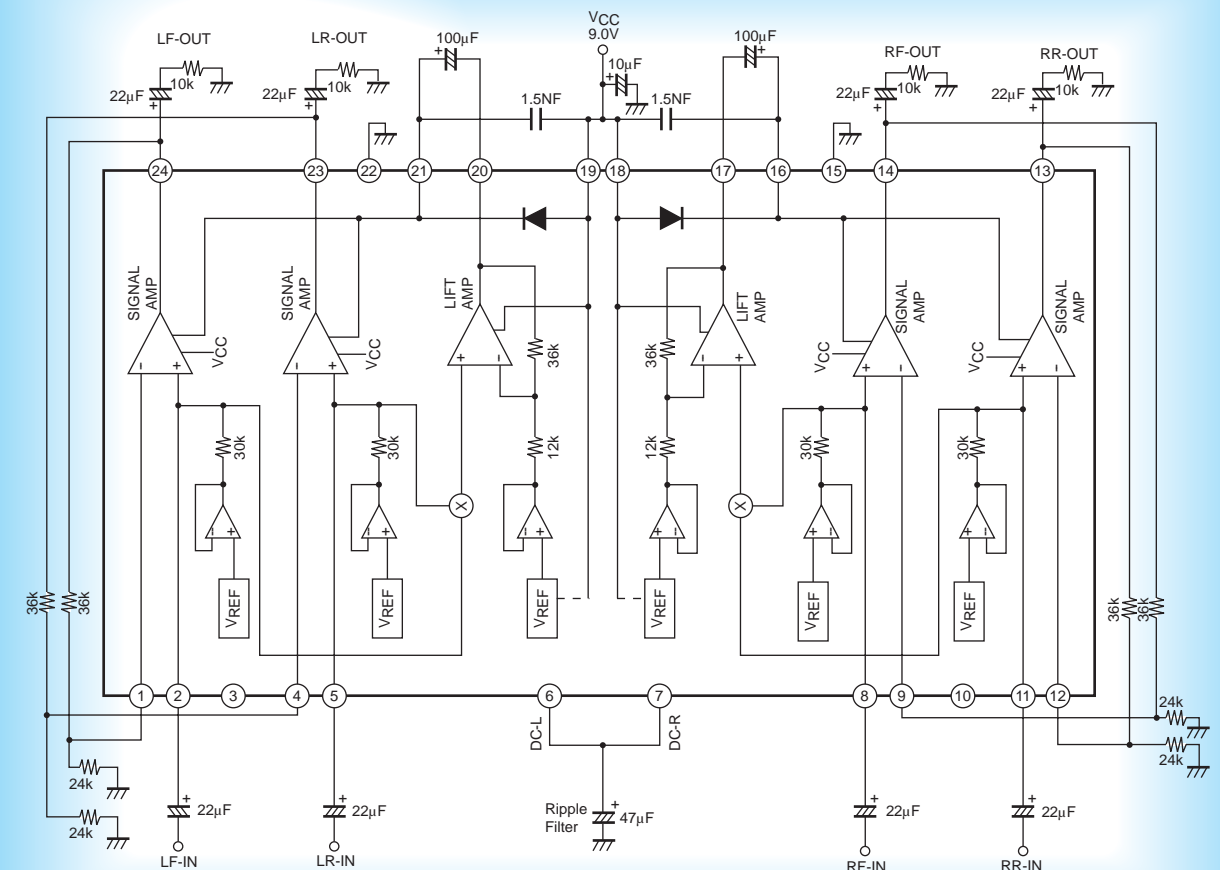 VCC
9.0V
LF-OUT
LR-OUT
100µF
100µF
RF-OUT
RR-OUT
10k
10k
10µF
10k
10k
22µF
22µF
1.5NF
1.5NF
22µF
22µF
+
+
+
+
+
+
+
24
23
22
21
20
19
18
17
16
15
14
13
SIGNAL
AMP
SIGNAL
AMP
LIFT
AMP
LIFT
AMP
SIGNAL
AMP
SIGNAL
AMP
VCC
VCC
VCC
VCC
36k
36k
– +
– +
+ –
– +
+ –
+ –
30k
30k
12k
12k
30k
30k
X
X
– +
– +
– +
+ –
+ –
+ –
VREF
VREF
VREF
VREF
VREF
VREF
36k
36k
36k
36k
1
2
3
4
5
6
7
8
9
10
11
12
DC-L
DC-R
24k
24k
24k
24k
+
22µF
+
22µF
Ripple
Filter
+
47µF
+
22µF
+
22µF
LF-IN
LR-IN
RF-IN
RR-IN